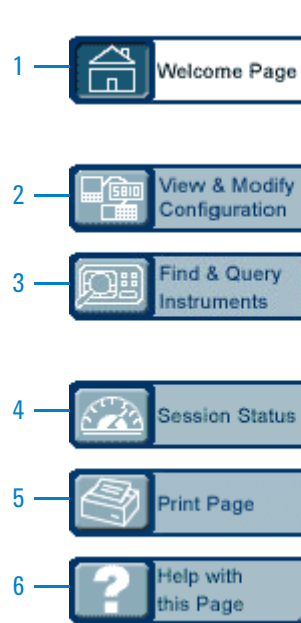 1 Welcome Page
2 5810 View & Modify
Configuration
3 Find & Query
Instruments
4 Session Status
5 Print Page
6 ? Help with
this Page